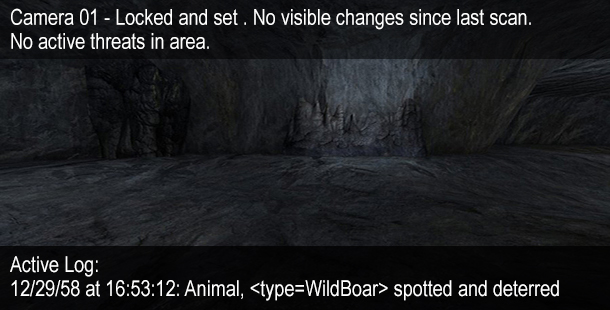 Camera 01 - Locked and set . No visible changes since last scan.
No active threats in area.
Active Log:
12/29/58 at 16:53:12: Animal, <type=WildBoar> spotted and deterred